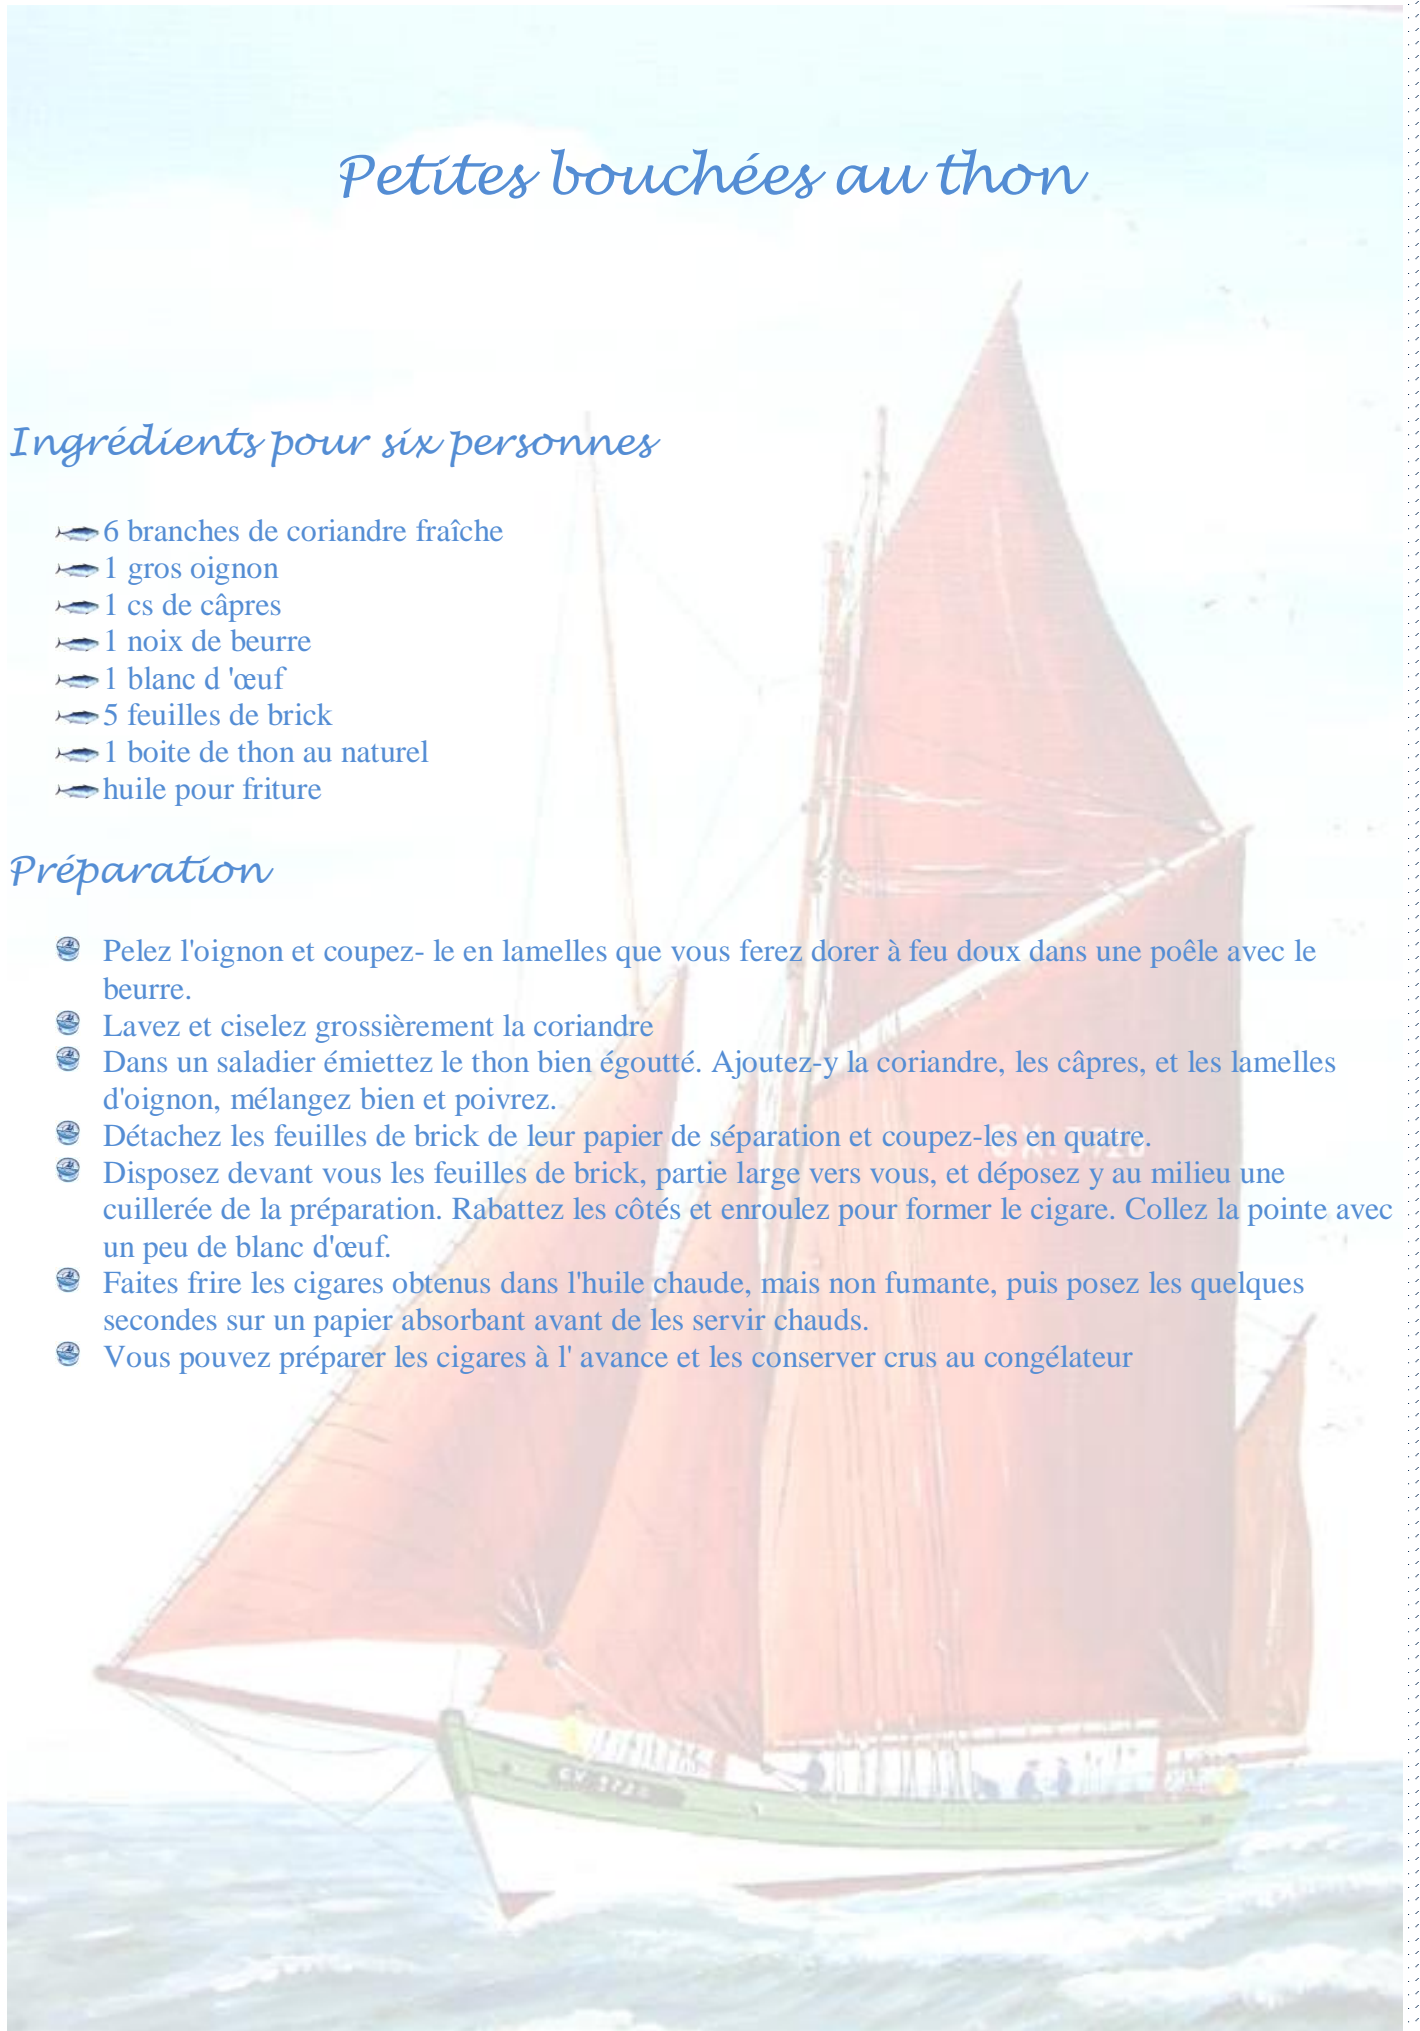 Petites bouchées au thon
Ingrédients pour six personnes
6 branches de coriandre fraîche
1 gros oignon
1 cs de câpres
1 noix de beurre
1 blanc d 'œuf
5 feuilles de brick
1 boite de thon au naturel
huile pour friture
Préparation
Pelez l'oignon et coupez- le en lamelles que vous ferez dorer à feu doux dans une poêle avec le
beurre.
Lavez et ciselez grossièrement la coriandre
Dans un saladier émiettez le thon bien égoutté. Ajoutez-y la coriandre, les câpres, et les lamelles
d'oignon, mélangez bien et poivrez.
Détachez les feuilles de brick de leur papier de séparation et coupez-les en quatre.
Disposez devant vous les feuilles de brick, partie large vers vous, et déposez y au milieu une
cuillerée de la préparation. Rabattez les côtés et enroulez pour former le cigare. Collez la pointe avec
un peu de blanc d'œuf.
Faites frire les cigares obtenus dans l'huile chaude, mais non fumante, puis posez les quelques
secondes sur un papier absorbant avant de les servir chauds.
Vous pouvez préparer les cigares à l' avance et les conserver crus au congélateur